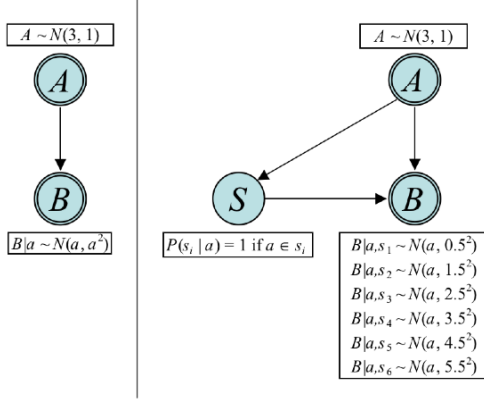 A ~ N(3, 1)
A
B
B|a ~ N(a, a²)
A ~ N(3, 1)
A
S
B
P(sᵢ | a) = 1 if a ∈ sᵢ
B|a,s₁ ~ N(a, 0.5²)
B|a,s₂ ~ N(a, 1.5²)
B|a,s₃ ~ N(a, 2.5²)
B|a,s₄ ~ N(a, 3.5²)
B|a,s₅ ~ N(a, 4.5²)
B|a,s₆ ~ N(a, 5.5²)